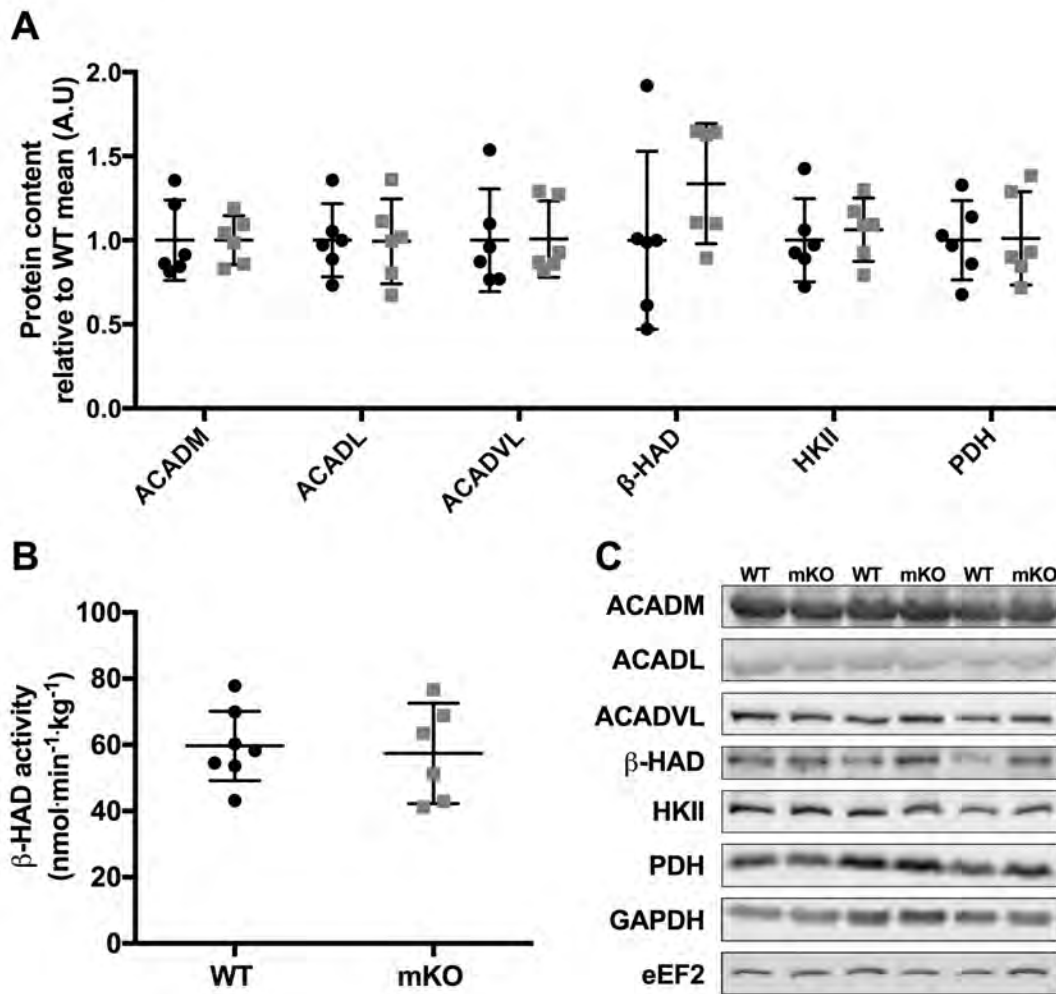 A
Protein content
relative to WT mean (A.U)
2.0
1.5
1.0
0.5
0.0
ACADM
ACADL
ACADVL
β-HAD
HKII
PDH
B
β-HAD activity
(nmol·min⁻¹·kg⁻¹)
100
80
60
40
20
0
WT
mKO
C
WT mKO WT mKO WT mKO
ACADM
ACADL
ACADVL
β-HAD
HKII
PDH
GAPDH
eEF2